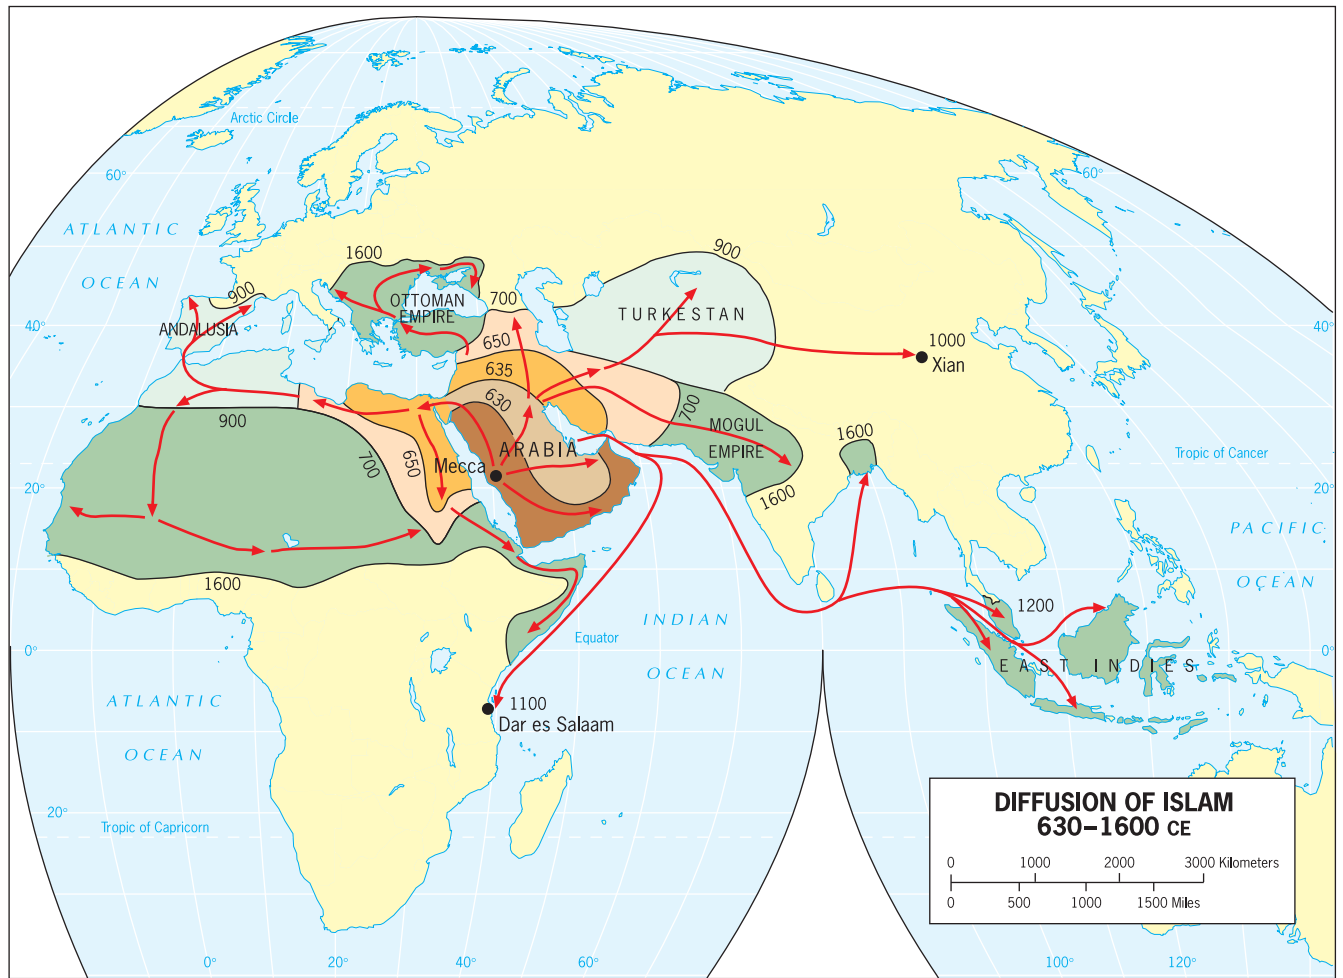 Arctic Circle
60°
60°
ATLANTIC
OCEAN
1600
900
900
OTTOMAN
EMPIRE
700
TURKESTAN
ANDALUSIA
40°
40°
650
635
630
1000
Xian
900
700
650
700
MOGUL
EMPIRE
1600
ARABIA
Mecca
1600
Tropic of Cancer
20°
20°
PACIFIC
OCEAN
1600
1200
INDIAN
OCEAN
Equator
0°
0°
EAST INDIES
ATLANTIC
OCEAN
1100
Dar es Salaam
20°
Tropic of Capricorn
DIFFUSION OF ISLAM
630–1600 CE
0 1000 2000 3000 Kilometers
0 500 1000 1500 Miles
0° 20° 40° 60° 100° 120°